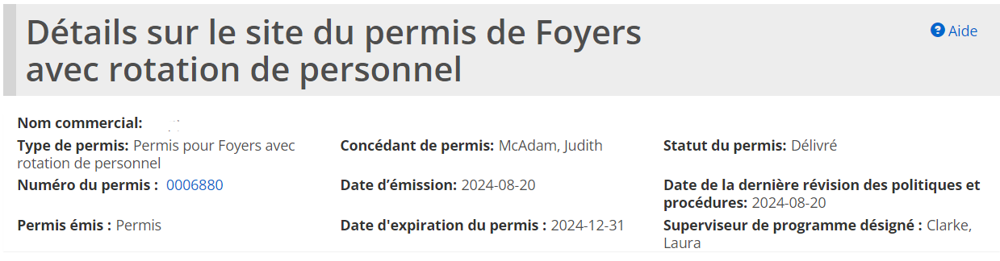 Détails sur le site du permis de Foyers
avec rotation de personnel
Aide
Nom commercial:
Type de permis: Permis pour Foyers avec
rotation de personnel
Concédant de permis: McAdam, Judith
Statut du permis: Délivré
Numéro du permis : 0006880
Date d’émission: 2024-08-20
Date de la dernière révision des politiques et
procédures: 2024-08-20
Permis émis : Permis
Date d'expiration du permis : 2024-12-31
Superviseur de programme désigné : Clarke,
Laura